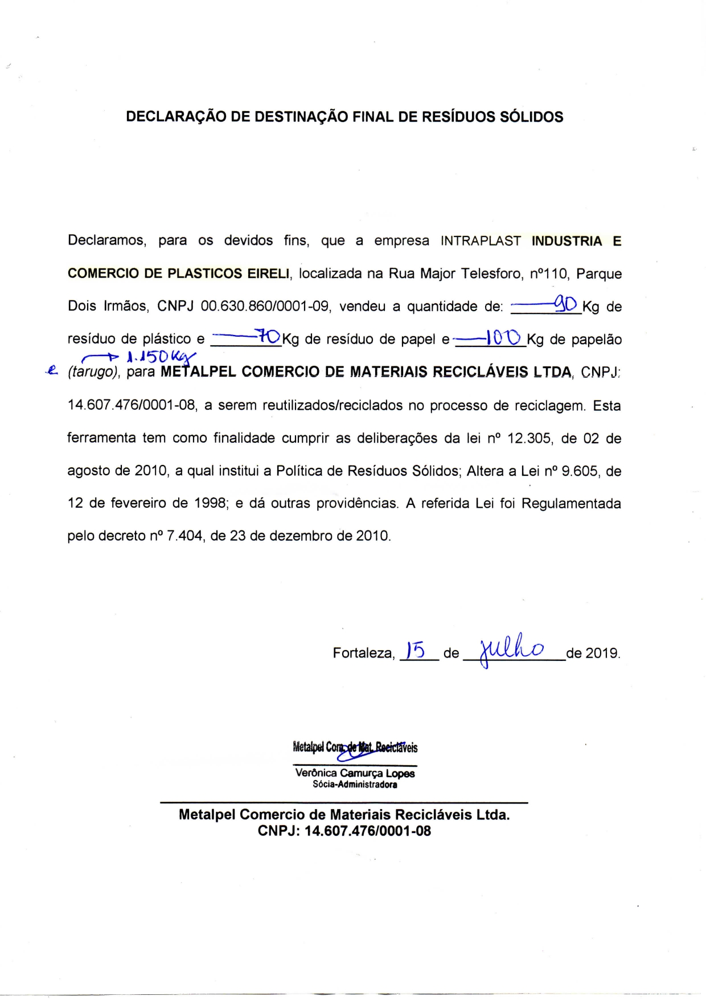 DECLARAÇÃO DE DESTINAÇÃO FINAL DE RESÍDUOS SÓLIDOS
Declaramos, para os devidos fins, que a empresa INTRAPLAST INDUSTRIA E
COMERCIO DE PLASTICOS EIRELI, localizada na Rua Major Telesforo, nº110, Parque
Dois Irmãos, CNPJ 00.630.860/0001-09, vendeu a quantidade de: 90 Kg de
resíduo de plástico e 70 Kg de resíduo de papel e 100 Kg de papelão
→ 1.150 Kg
e (tarugo), para METALPEL COMERCIO DE MATERIAIS RECICLÁVEIS LTDA, CNPJ:
14.607.476/0001-08, a serem reutilizados/reciclados no processo de reciclagem. Esta
ferramenta tem como finalidade cumprir as deliberações da lei nº 12.305, de 02 de
agosto de 2010, a qual institui a Política de Resíduos Sólidos; Altera a Lei nº 9.605, de
12 de fevereiro de 1998; e dá outras providências. A referida Lei foi Regulamentada
pelo decreto nº 7.404, de 23 de dezembro de 2010.
Fortaleza, 15 de julho de 2019.
Metalpel Com. de Mat. Recicláveis
Verônica Camurça Lopes
Sócia-Administradora
Metalpel Comercio de Materiais Recicláveis Ltda.
CNPJ: 14.607.476/0001-08